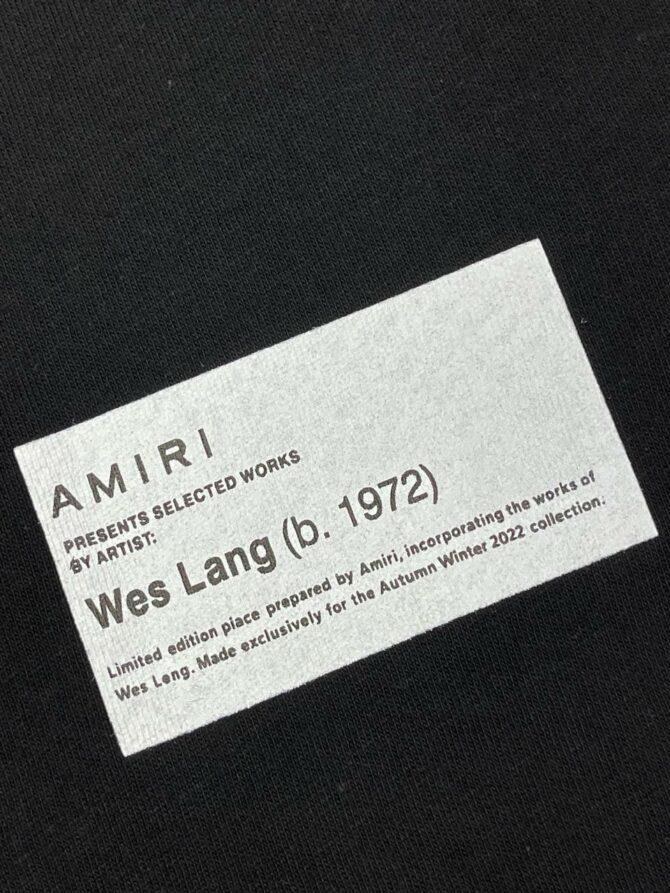 AMIRI
PRESENTS SELECTED WORKS
BY ARTIST:
Wes Lang (b. 1972)
Limited edition piace prepared by Amiri, incorporating the works of
Wes Lang. Made exclusively for the Autumn Winter 2022 collection.